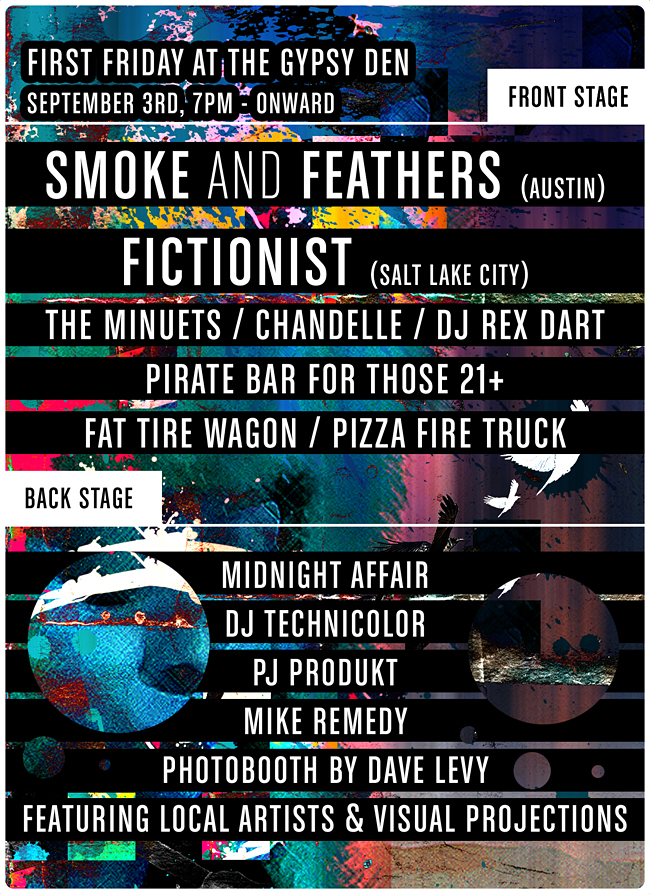 FIRST FRIDAY AT THE GYPSY DEN
SEPTEMBER 3RD, 7PM - ONWARD
FRONT STAGE
SMOKE AND FEATHERS (AUSTIN)
FICTIONIST (SALT LAKE CITY)
THE MINUETS / CHANDELLE / DJ REX DART
PIRATE BAR FOR THOSE 21+
FAT TIRE WAGON / PIZZA FIRE TRUCK
BACK STAGE
MIDNIGHT AFFAIR
DJ TECHNICOLOR
PJ PRODUKT
MIKE REMEDY
PHOTOBOOTH BY DAVE LEVY
FEATURING LOCAL ARTISTS & VISUAL PROJECTIONS